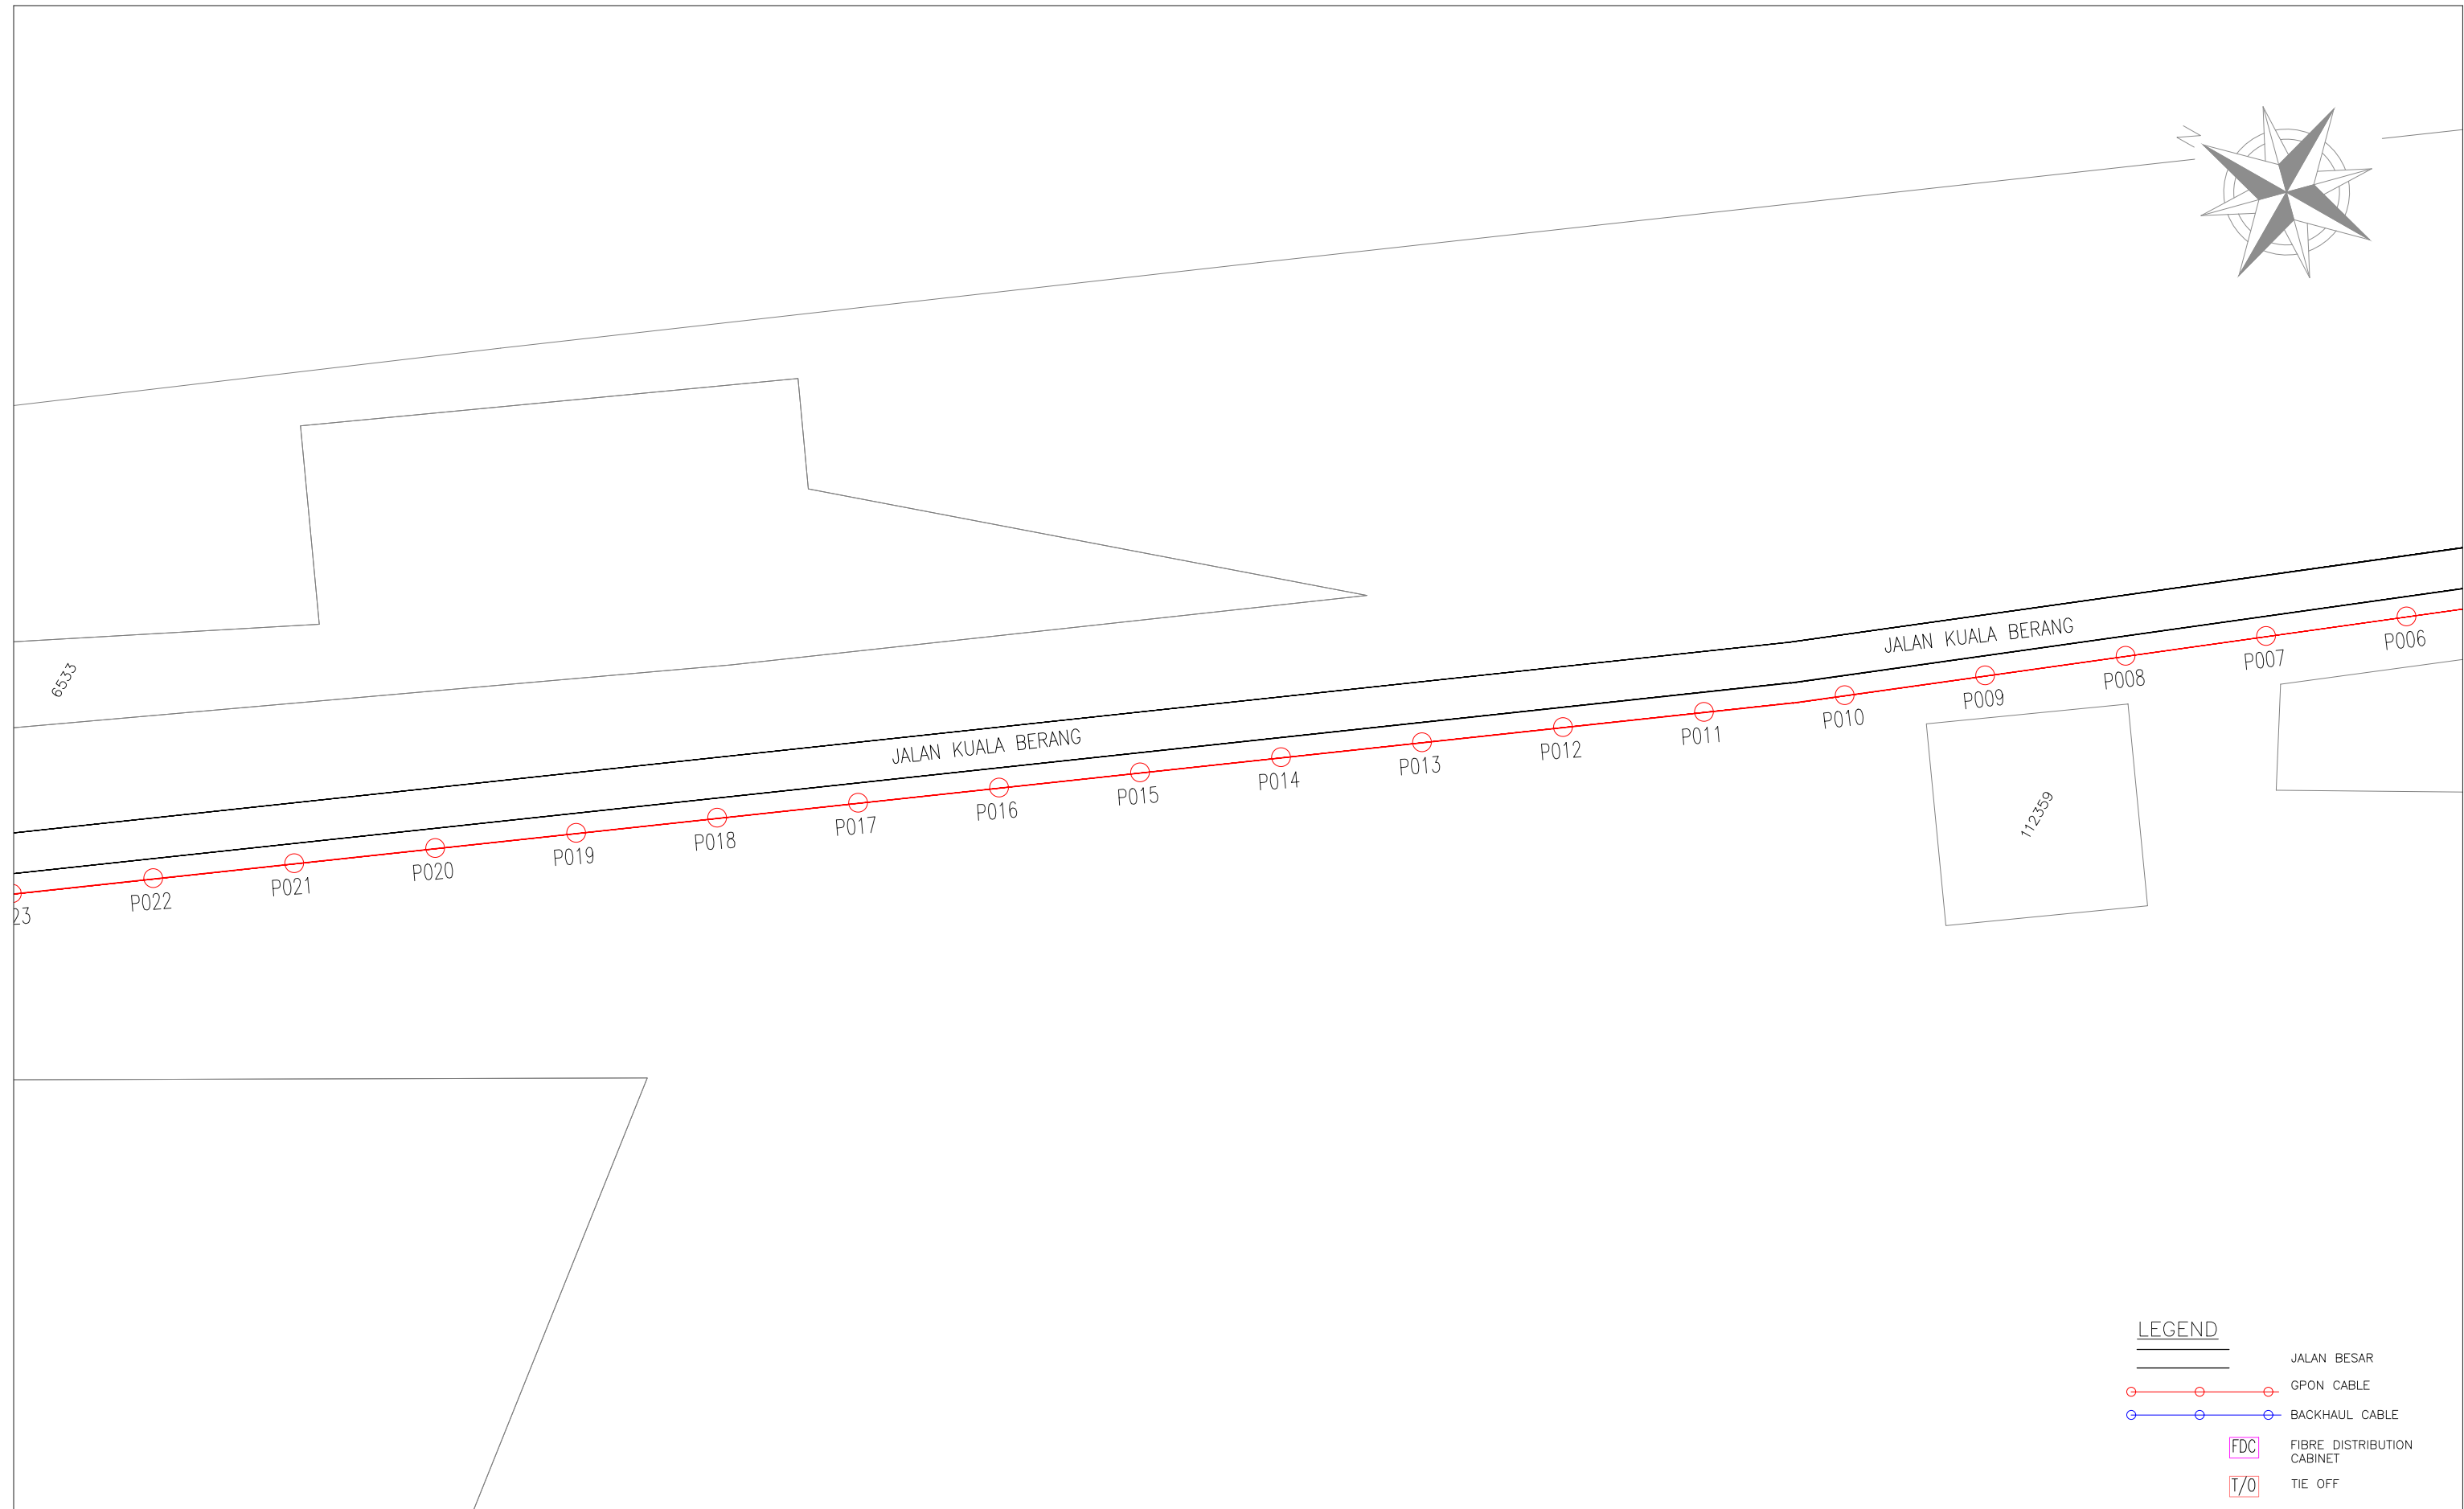 N
6533
JALAN KUALA BERANG
JALAN KUALA BERANG
P006
P007
P008
P009
P010
P011
P012
P013
P014
P015
P016
P017
P018
P019
P020
P021
P022
23
112359
LEGEND
JALAN BESAR
GPON CABLE
BACKHAUL CABLE
FDC FIBRE DISTRIBUTION
CABINET
T/O TIE OFF